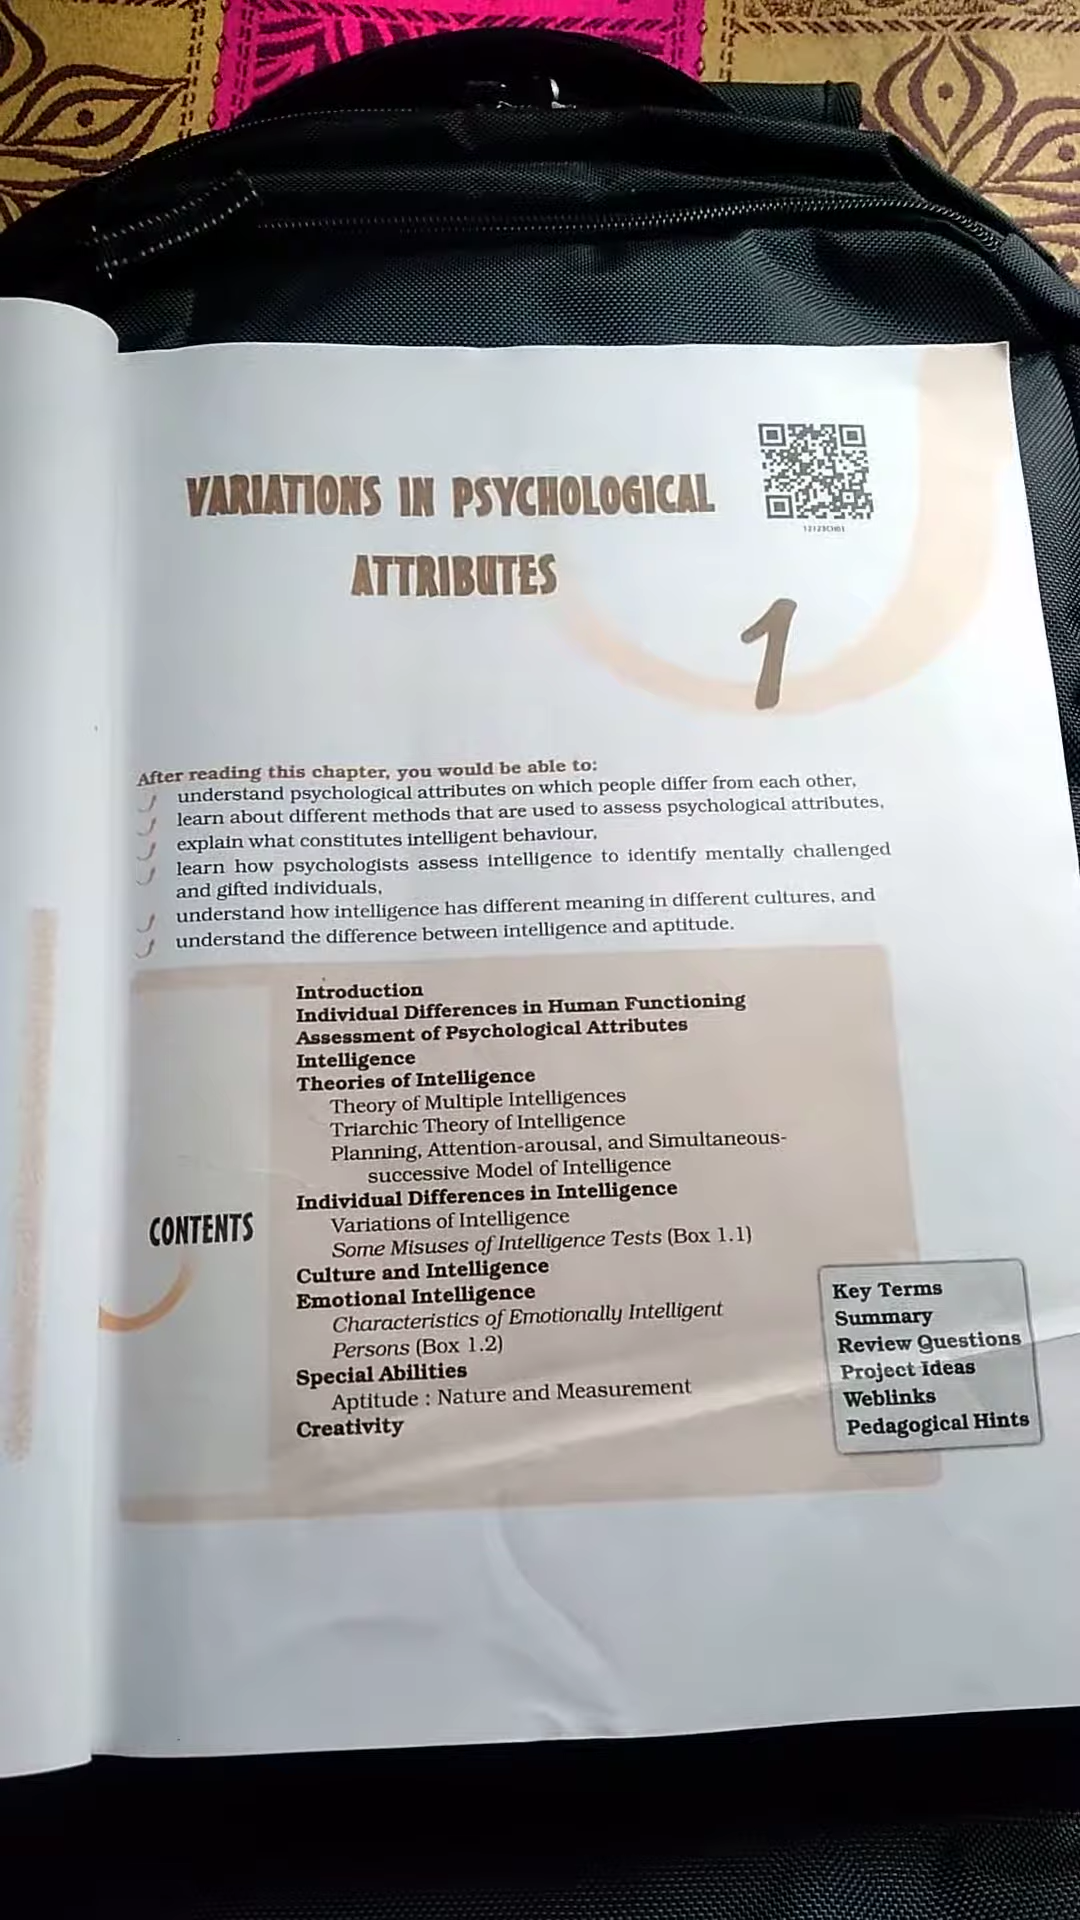 VARIATIONS IN PSYCHOLOGICAL
ATTRIBUTES
1
After reading this chapter, you would be able to:
understand psychological attributes on which people differ from each other,
learn about different methods that are used to assess psychological attributes,
explain what constitutes intelligent behaviour,
learn how psychologists assess intelligence to identify mentally challenged
and gifted individuals,
understand how intelligence has different meaning in different cultures, and
understand the difference between intelligence and aptitude.
CONTENTS
Introduction
Individual Differences in Human Functioning
Assessment of Psychological Attributes
Intelligence
Theories of Intelligence
Theory of Multiple Intelligences
Triarchic Theory of Intelligence
Planning, Attention-arousal, and Simultaneous-
successive Model of Intelligence
Individual Differences in Intelligence
Variations of Intelligence
Some Misuses of Intelligence Tests (Box 1.1)
Culture and Intelligence
Emotional Intelligence
Characteristics of Emotionally Intelligent
Persons (Box 1.2)
Special Abilities
Aptitude : Nature and Measurement
Creativity
Key Terms
Summary
Review Questions
Project Ideas
Weblinks
Pedagogical Hints